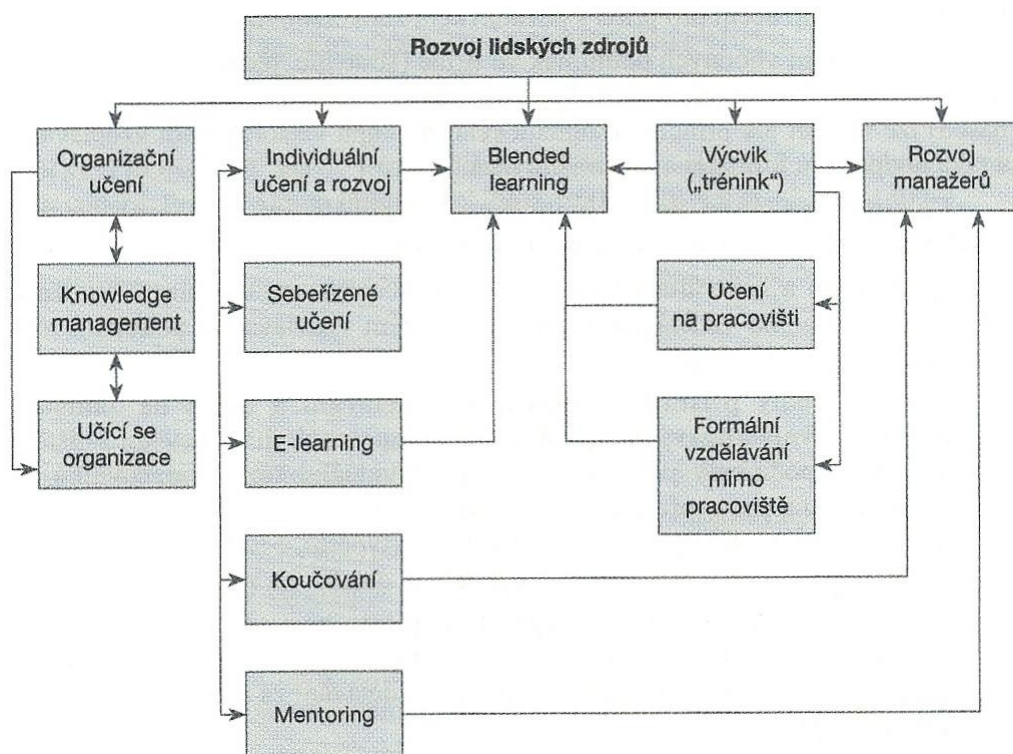 Rozvoj lidských zdrojů
Organizační
učení
Individuální
učení a rozvoj
Blended
learning
Výcvik
(„trénink“)
Rozvoj
manažerů
Knowledge
management
Sebeřízené
učení
Učení
na pracovišti
Učící se
organizace
E-learning
Formální
vzdělávání
mimo
pracoviště
Koučování
Mentoring